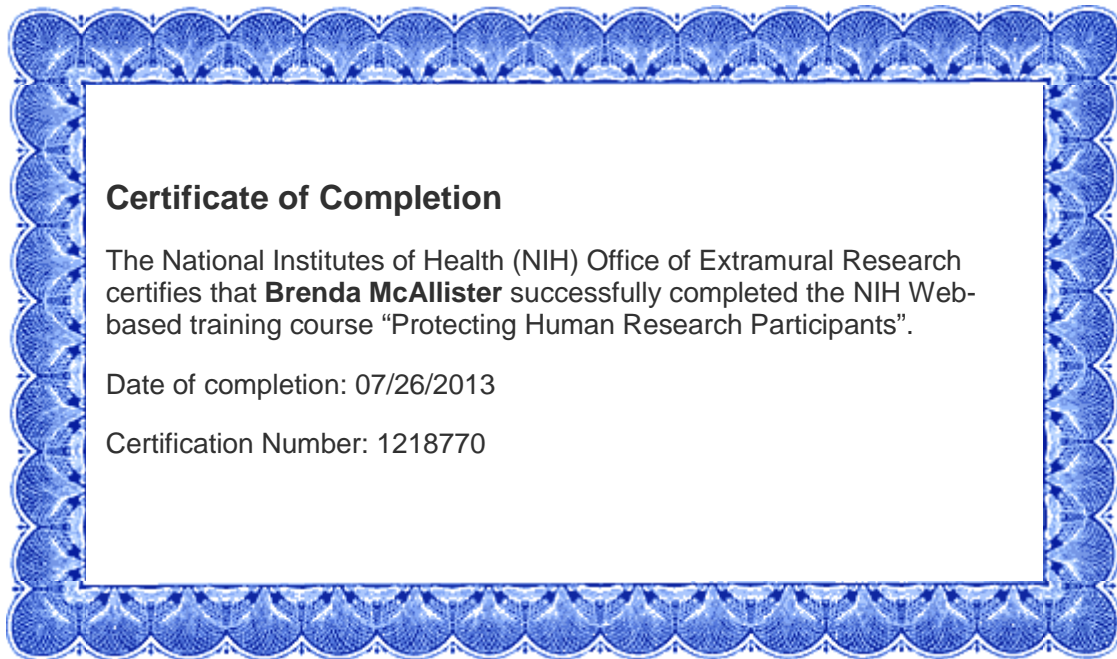 Certificate of Completion
The National Institutes of Health (NIH) Office of Extramural Research
certifies that Brenda McAllister successfully completed the NIH Web-
based training course “Protecting Human Research Participants”.
Date of completion: 07/26/2013
Certification Number: 1218770